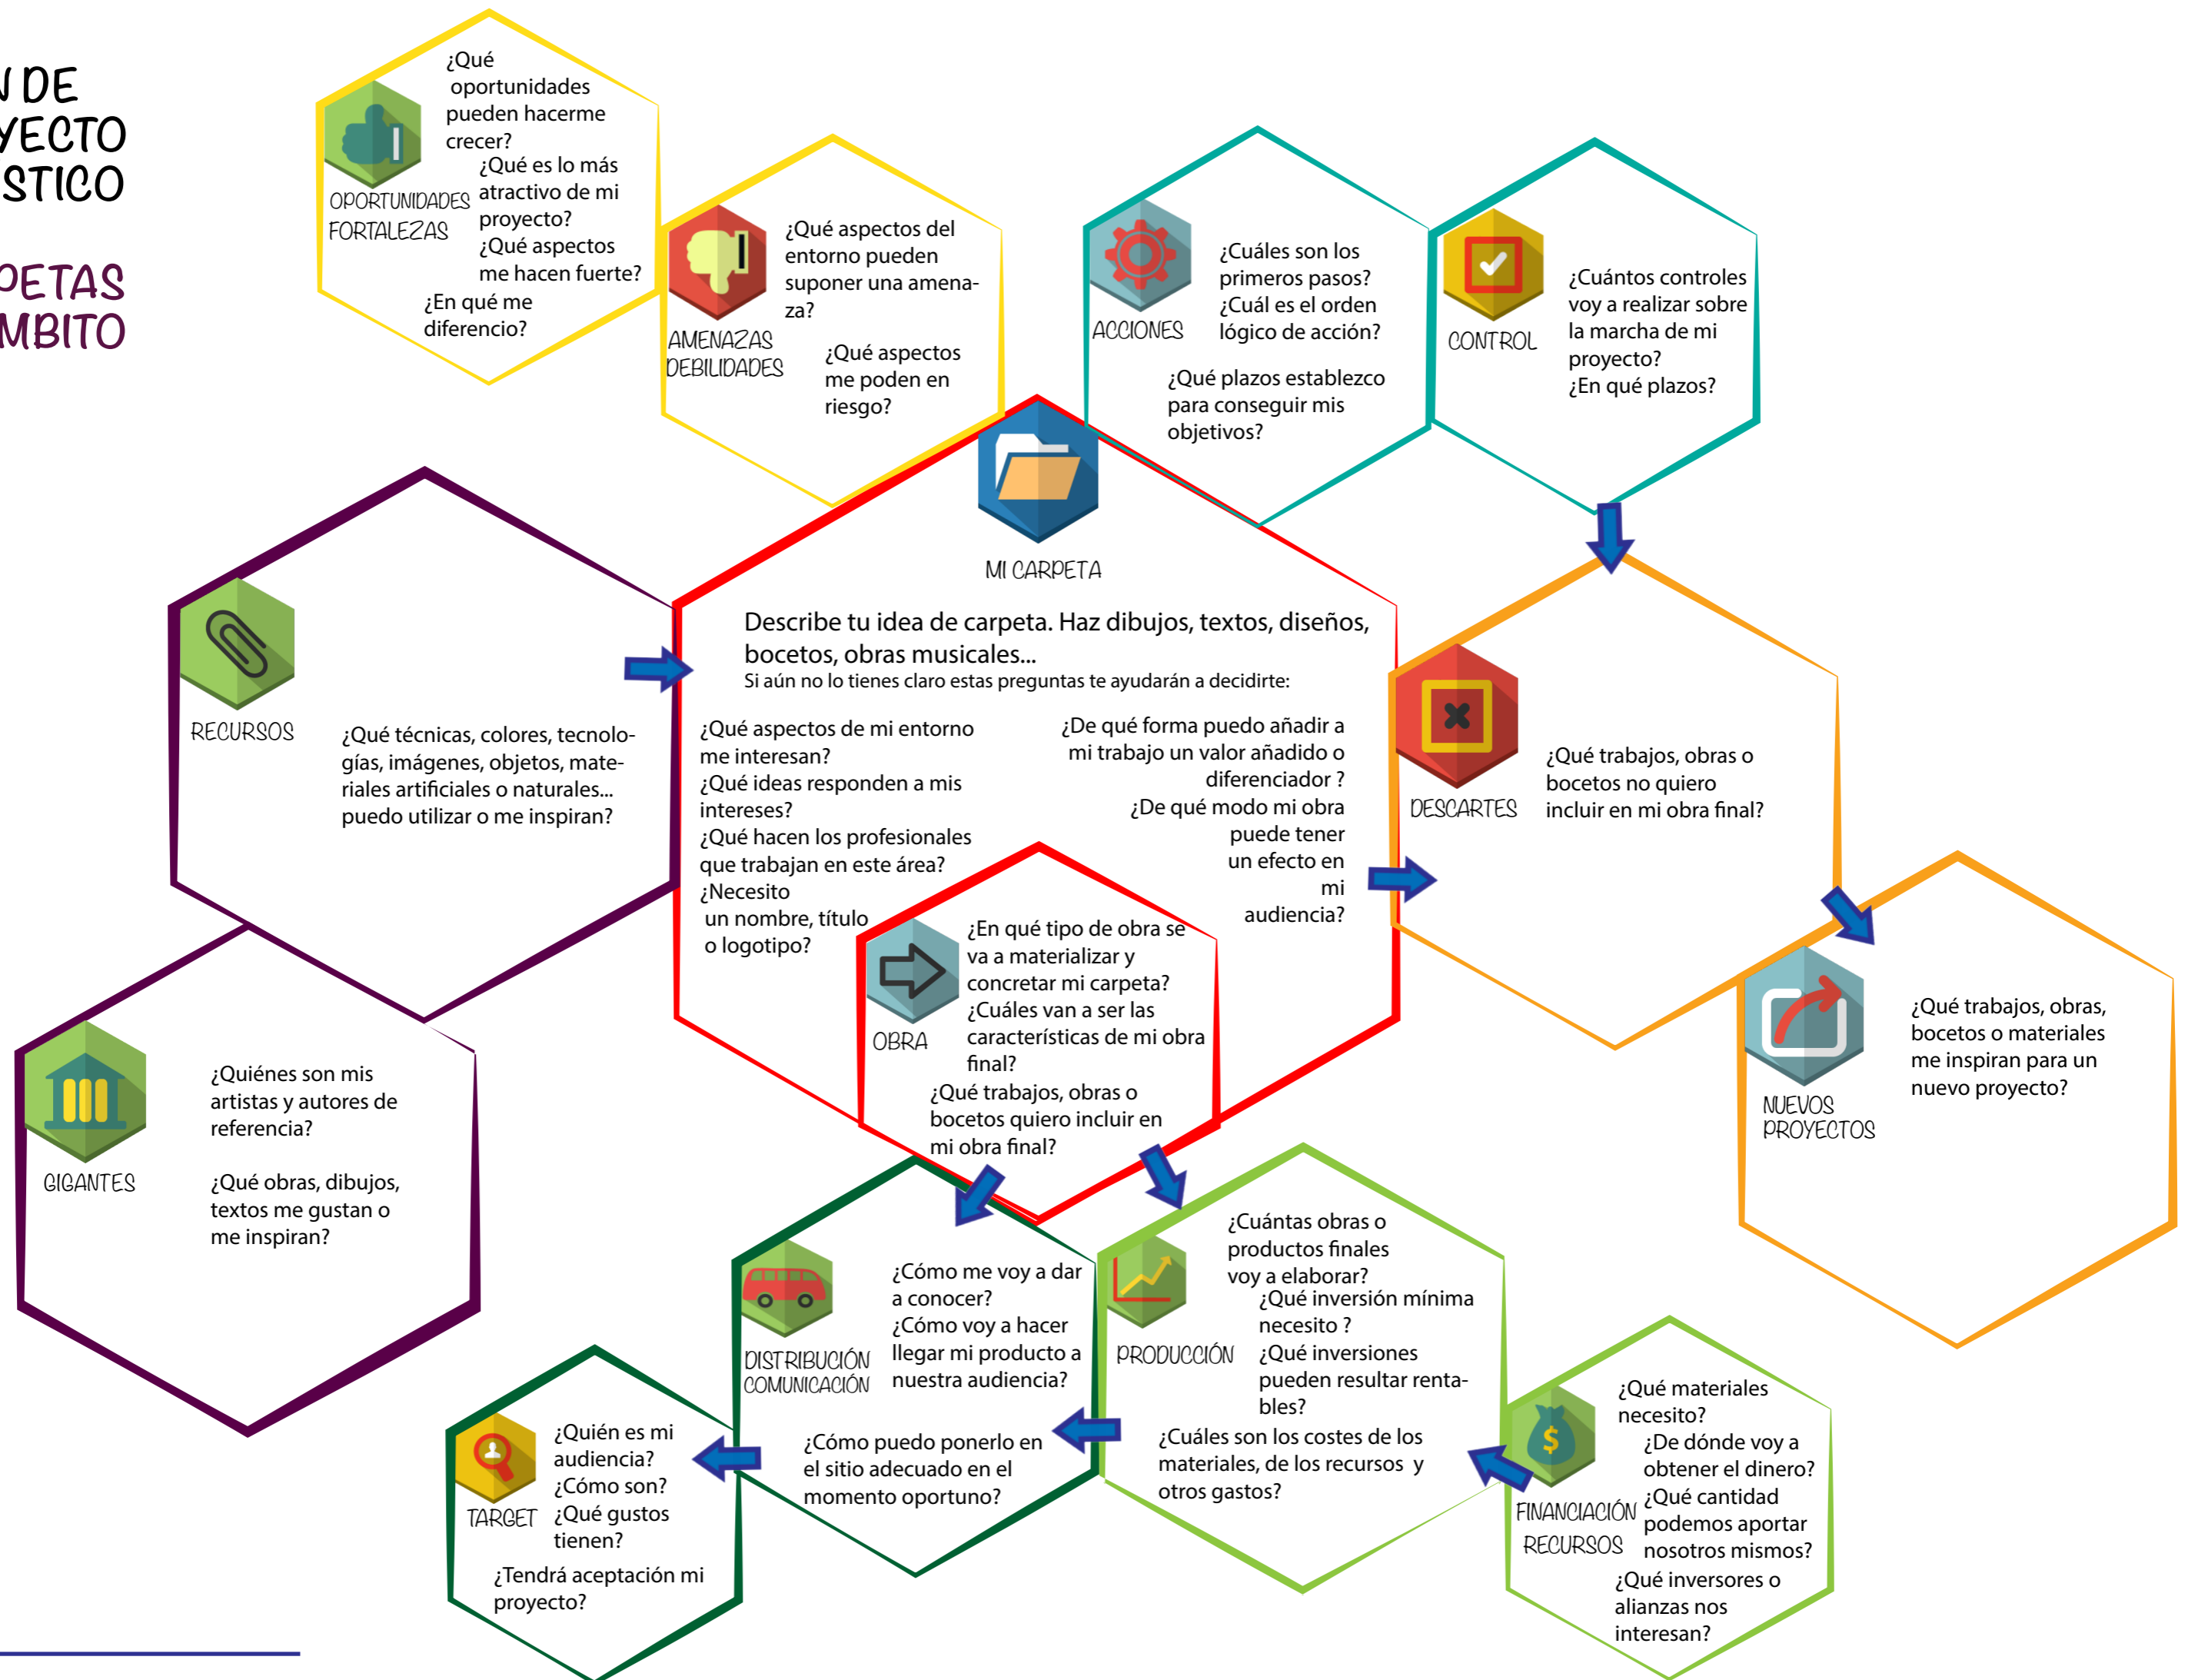 N DE
YECTO
STICO
PETAS
MBITO
¿Qué
oportunidades
pueden hacerme
crecer?
¿Qué es lo más
atractivo de mi
proyecto?
¿Qué aspectos
me hacen fuerte?
¿En qué me
diferencio?
OPORTUNIDADES
FORTALEZAS
¿Qué aspectos del
entorno pueden
suponer una amena-
za?
¿Qué aspectos
me poden en
riesgo?
AMENAZAS
DEBILIDADES
¿Cuáles son los
primeros pasos?
¿Cuál es el orden
lógico de acción?
¿Qué plazos establezco
para conseguir mis
objetivos?
ACCIONES
¿Cuántos controles
voy a realizar sobre
la marcha de mi
proyecto?
¿En qué plazos?
CONTROL
MI CARPETA
Describe tu idea de carpeta. Haz dibujos, textos, diseños,
bocetos, obras musicales...
Si aún no lo tienes claro estas preguntas te ayudarán a decidirte:
¿Qué aspectos de mi entorno
me interesan?
¿Qué ideas responden a mis
intereses?
¿Qué hacen los profesionales
que trabajan en este área?
¿Necesito
un nombre, título
o logotipo?
¿De qué forma puedo añadir a
mi trabajo un valor añadido o
diferenciador ?
¿De qué modo mi obra
puede tener
un efecto en
mi
audiencia?
RECURSOS
¿Qué técnicas, colores, tecnolo-
gías, imágenes, objetos, mate-
riales artificiales o naturales...
puedo utilizar o me inspiran?
DESCARTES
¿Qué trabajos, obras o
bocetos no quiero
incluir en mi obra final?
OBRA
¿En qué tipo de obra se
va a materializar y
concretar mi carpeta?
¿Cuáles van a ser las
características de mi obra
final?
¿Qué trabajos, obras o
bocetos quiero incluir en
mi obra final?
GIGANTES
¿Quiénes son mis
artistas y autores de
referencia?
¿Qué obras, dibujos,
textos me gustan o
me inspiran?
NUEVOS
PROYECTOS
¿Qué trabajos, obras,
bocetos o materiales
me inspiran para un
nuevo proyecto?
DISTRIBUCIÓN
COMUNICACIÓN
¿Cómo me voy a dar
a conocer?
¿Cómo voy a hacer
llegar mi producto a
nuestra audiencia?
¿Cómo puedo ponerlo en
el sitio adecuado en el
momento oportuno?
PRODUCCIÓN
¿Cuántas obras o
productos finales
voy a elaborar?
¿Qué inversión mínima
necesito ?
¿Qué inversiones
pueden resultar renta-
bles?
¿Cuáles son los costes de los
materiales, de los recursos y
otros gastos?
TARGET
¿Quién es mi
audiencia?
¿Cómo son?
¿Qué gustos
tienen?
¿Tendrá aceptación mi
proyecto?
$
FINANCIACIÓN
RECURSOS
¿Qué materiales
necesito?
¿De dónde voy a
obtener el dinero?
¿Qué cantidad
podemos aportar
nosotros mismos?
¿Qué inversores o
alianzas nos
interesan?